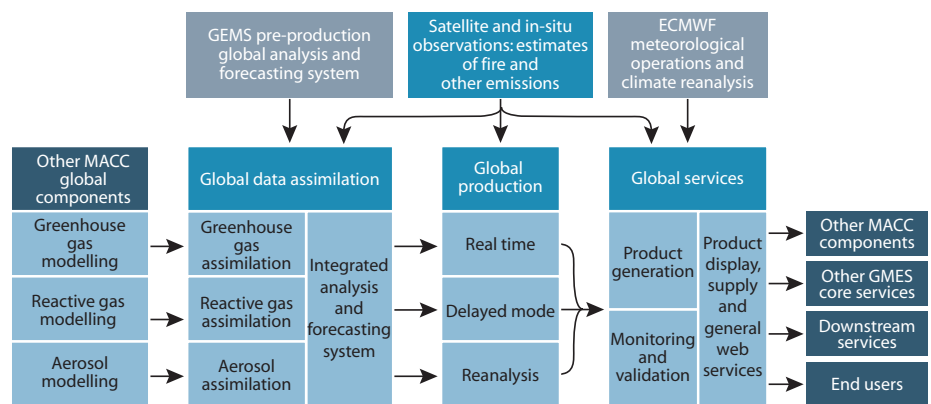 GEMS pre-production
global analysis and
forecasting system
Satellite and in-situ
observations: estimates
of fire and
other emissions
ECMWF
meteorological
operations and
climate reanalysis
Other MACC
global
components
Global data assimilation
Global
production
Global services
Greenhouse
gas
modelling
Reactive gas
modelling
Aerosol
modelling
Greenhouse
gas
assimilation
Reactive gas
assimilation
Aerosol
assimilation
Integrated
analysis
and
forecasting
system
Real time
Delayed mode
Reanalysis
Product
generation
Monitoring and
validation
Product
display,
supply
and
general
web
services
Other MACC
components
Other GMES
core services
Downstream
services
End users